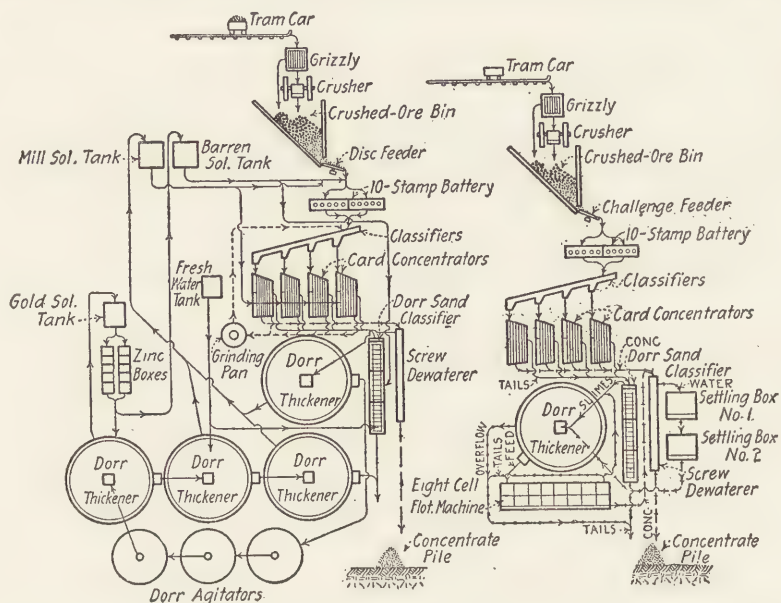 Tram Car
Grizzly
Crusher
Crushed-Ore Bin
Mill Sol. Tank
Barren
Sol. Tank
Disc Feeder
10-Stamp Battery
Classifiers
Card Concentrators
Fresh
Water
Tank
Gold Sol.
Tank
Dorr Sand
Classifier
Zinc
Boxes
Grinding
Pan
Dorr
Thickener
Screw
Dewaterer
Dorr
Thickener
Dorr
Thickener
Dorr
Thickener
Concentrate
Pile
Dorr Agitators
Tram Car
Grizzly
Crusher
Crushed-Ore Bin
Challenge Feeder
10-Stamp Battery
Classifiers
Card Concentrators
CONC
Dorr Sand
Classifier
TAILS
WATER
SLIMES
Settling Box
No. 1.
Dorr
Thickener
Settling Box
No. 2
OVERFLOW
TAILS
FEED
Screw
Dewaterer
Eight Cell
Flot. Machine
CONC
TAILS
Concentrate
Pile